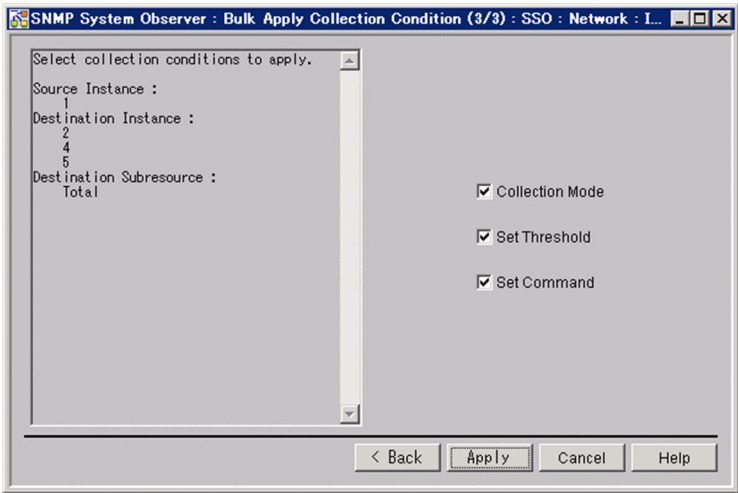 SNMP System Observer : Bulk Apply Collection Condition (3/3) : SSO : Network : I...
Select collection conditions to apply.
Source Instance :
1
Destination Instance :
2
4
5
Destination Subresource :
Total
Collection Mode
Set Threshold
Set Command
< Back
Apply
Cancel
Help